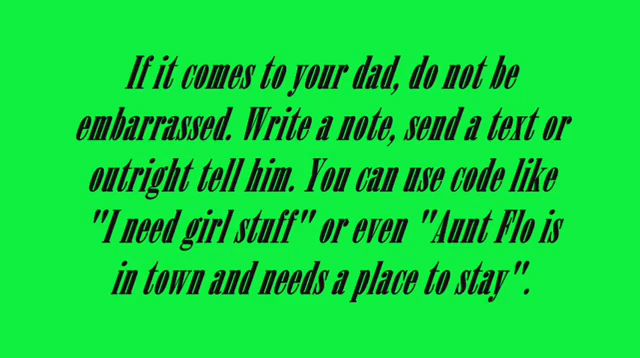 If it comes to your dad, do not be
embarrassed. Write a note, send a text or
outright tell him. You can use code like
"I need girl stuff" or even "Aunt Flo is
in town and needs a place to stay".